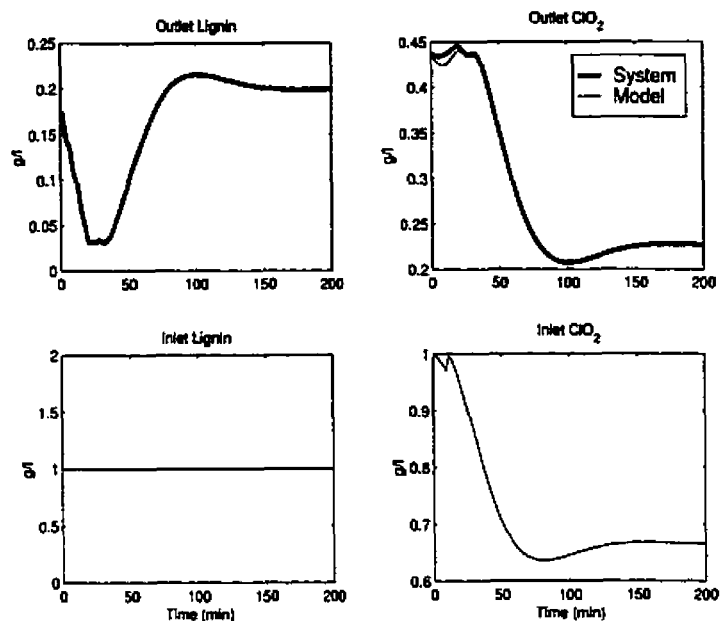 Outlet Lignin
0.25
0.2
0.15
0.1
0.05
0
g/l
0 50 100 150 200
Outlet ClO2
0.45
0.4
0.35
0.3
0.25
0.2
g/l
System
Model
0 50 100 150 200
Inlet Lignin
2
1.5
1
0.5
0
g/l
0 50 100 150 200
Time (min)
Inlet ClO2
1
0.9
0.8
0.7
0.6
g/l
0 50 100 150 200
Time (min)